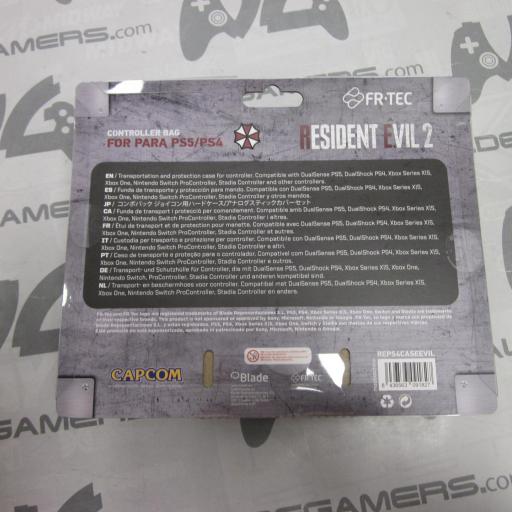 GAMERS.com
FR·TEC
CONTROLLER BAG
FOR PARA PS5/PS4
RESIDENT EVIL 2
EN / Transportation and protection case for controller. Compatible with DualSense PS5, DualShock PS4, Xbox Series X|S,
Xbox One, Nintendo Switch ProController, Stadia Controller and other controllers.
ES / Funda de transporte y protección para mando. Compatible con DualSense PS5, DualShock PS4, Xbox Series X|S,
Xbox One, Nintendo Switch ProController, Stadia Controller y otros mandos.
CA / Funda de transport i protecció per comandament. Compatible amb DualSense PS5, DualShock PS4, Xbox Series X|S,
Xbox One, Nintendo Switch ProController, Stadia Controller i altres.
FR / Étui de transport et de protection pour manette. Compatible avec DualSense PS5, DualShock PS4, Xbox Series X|S,
Xbox One, Nintendo Switch ProController, Stadia Controller et autres.
IT / Custodia per trasporto e protezione per controller. Compatibile con DualSense PS5, DualShock PS4, Xbox Series X|S,
Xbox One, Nintendo Switch ProController, Stadia Controller e altri.
PT / Caso de transporte e proteção para o controlador. Compatível com DualSense PS5, DualShock PS4, Xbox Series X|S,
Xbox One, Nintendo Switch ProController, Stadia Controller e outros.
DE / Transport- und Schutzhülle für Controller, die mit DualSense PS5, DualShock PS4, Xbox Series X|S, Xbox One,
Nintendo Switch, ProController, Stadia Controller und anderen kompatibel sind.
NL / Transport- en beschermhoes voor controller. Compatibel met DualSense PS5, DualShock PS4, Xbox Series X|S,
Xbox One, Nintendo Switch ProController, Stadia Controller en andere.
CAPCOM
Blade
FR·TEC
REPS4CASEEVIL
8 436563 091827
GAMERS
GAMERS.com